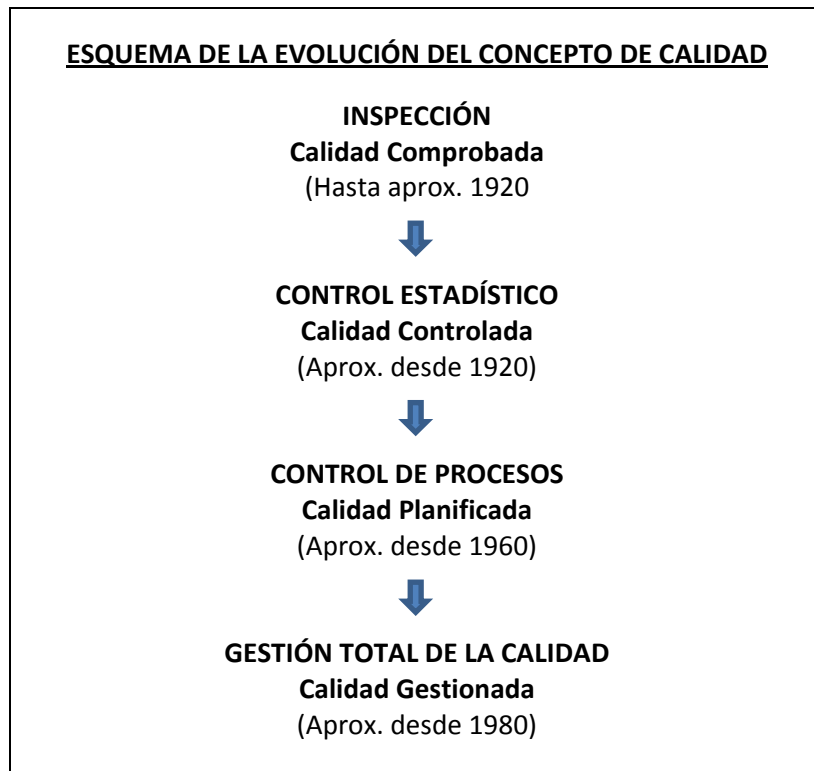 ESQUEMA DE LA EVOLUCIÓN DEL CONCEPTO DE CALIDAD
INSPECCIÓN
Calidad Comprobada
(Hasta aprox. 1920
CONTROL ESTADÍSTICO
Calidad Controlada
(Aprox. desde 1920)
CONTROL DE PROCESOS
Calidad Planificada
(Aprox. desde 1960)
GESTIÓN TOTAL DE LA CALIDAD
Calidad Gestionada
(Aprox. desde 1980)